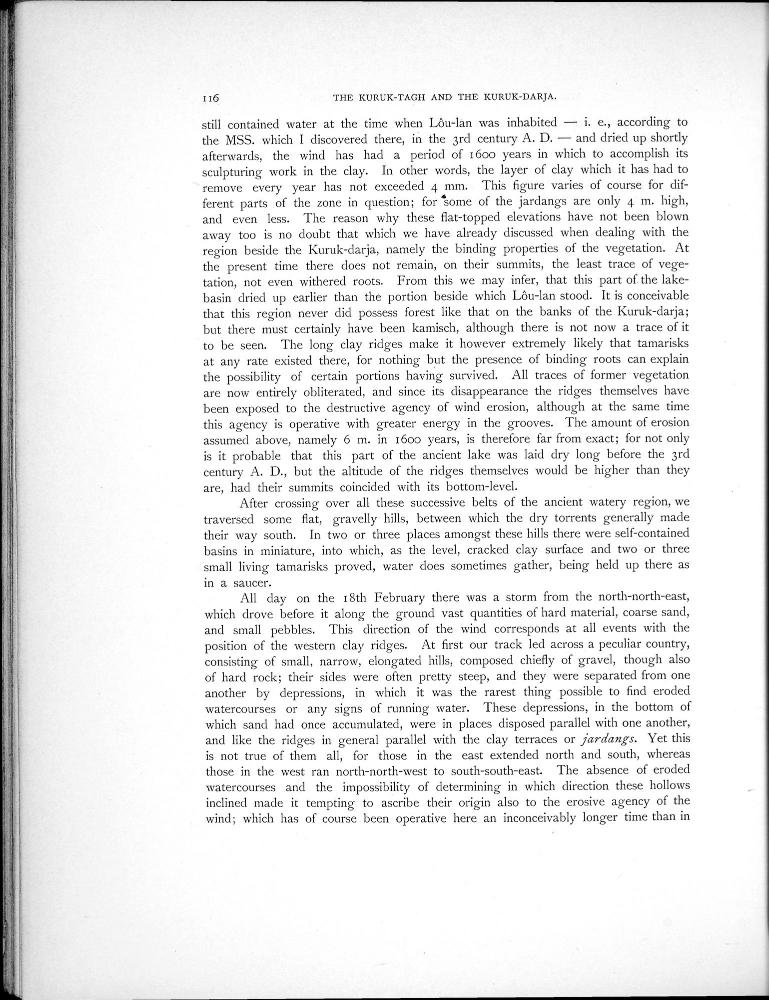 116 THE KURUK-TAGH AND THE KURUK-DARJA.
still contained water at the time when Lôu-lan was inhabited — i. e., according to
the MSS. which I discovered there, in the 3rd century A. D. — and dried up shortly
afterwards, the wind has had a period of 1600 years in which to accomplish its
sculpturing work in the clay. In other words, the layer of clay which it has had to
remove every year has not exceeded 4 mm. This figure varies of course for dif-
ferent parts of the zone in question; for some of the jardangs are only 4 m. high,
and even less. The reason why these flat-topped elevations have not been blown
away too is no doubt that which we have already discussed when dealing with the
region beside the Kuruk-darja, namely the binding properties of the vegetation. At
the present time there does not remain, on their summits, the least trace of vege-
tation, not even withered roots. From this we may infer, that this part of the lake-
basin dried up earlier than the portion beside which Lôu-lan stood. It is conceivable
that this region never did possess forest like that on the banks of the Kuruk-darja;
but there must certainly have been kamisch, although there is not now a trace of it
to be seen. The long clay ridges make it however extremely likely that tamarisks
at any rate existed there, for nothing but the presence of binding roots can explain
the possibility of certain portions having survived. All traces of former vegetation
are now entirely obliterated, and since its disappearance the ridges themselves have
been exposed to the destructive agency of wind erosion, although at the same time
this agency is operative with greater energy in the grooves. The amount of erosion
assumed above, namely 6 m. in 1600 years, is therefore far from exact; for not only
is it probable that this part of the ancient lake was laid dry long before the 3rd
century A. D., but the altitude of the ridges themselves would be higher than they
are, had their summits coincided with its bottom-level.
After crossing over all these successive belts of the ancient watery region, we
traversed some flat, gravelly hills, between which the dry torrents generally made
their way south. In two or three places amongst these hills there were self-contained
basins in miniature, into which, as the level, cracked clay surface and two or three
small living tamarisks proved, water does sometimes gather, being held up there as
in a saucer.
All day on the 18th February there was a storm from the north-north-east,
which drove before it along the ground vast quantities of hard material, coarse sand,
and small pebbles. This direction of the wind corresponds at all events with the
position of the western clay ridges. At first our track led across a peculiar country,
consisting of small, narrow, elongated hills, composed chiefly of gravel, though also
of hard rock; their sides were often pretty steep, and they were separated from one
another by depressions, in which it was the rarest thing possible to find eroded
watercourses or any signs of running water. These depressions, in the bottom of
which sand had once accumulated, were in places disposed parallel with one another,
and like the ridges in general parallel with the clay terraces or jardangs. Yet this
is not true of them all, for those in the east extended north and south, whereas
those in the west ran north-north-west to south-south-east. The absence of eroded
watercourses and the impossibility of determining in which direction these hollows
inclined made it tempting to ascribe their origin also to the erosive agency of the
wind; which has of course been operative here an inconceivably longer time than in